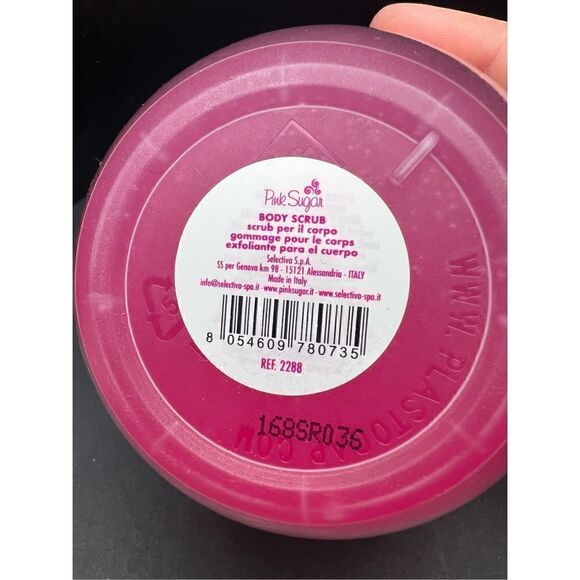 Pink Sugar
BODY SCRUB
scrub per il corpo
gommage pour le corps
exfoliante para el cuerpo
Selectiva S.p.A.
SS per Genova km 98 - 15121 Alessandria - ITALY
Made in Italy
info@selectiva-spa.it - www.pinksugar.it - selectiva-spa.it
8 054609 780735
REF. 2288
168SR036
WWW.PLASTOCAP.COM